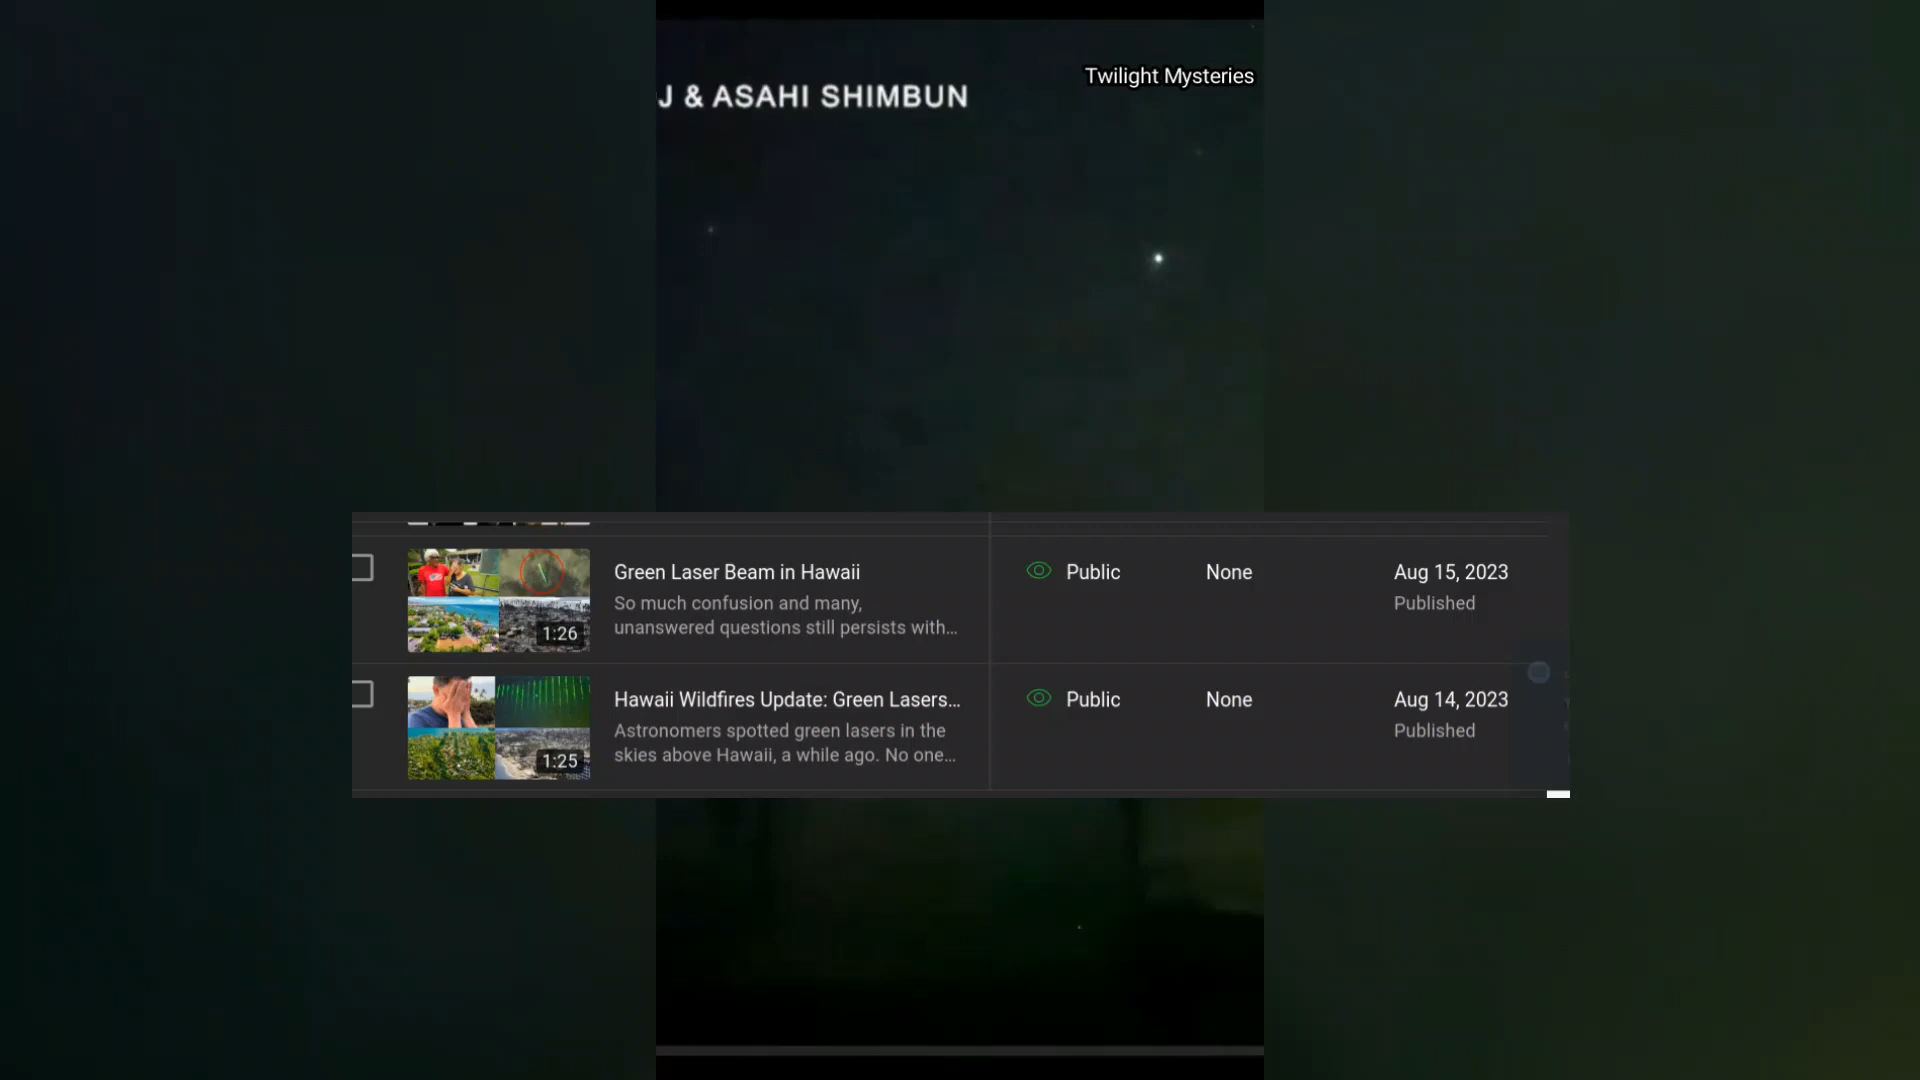 Twilight Mysteries
J & ASAHI SHIMBUN
Green Laser Beam in Hawaii
So much confusion and many,
unanswered questions still persists with...
1:26
Public
None
Aug 15, 2023
Published
Hawaii Wildfires Update: Green Lasers...
Astronomers spotted green lasers in the
skies above Hawaii, a while ago. No one...
1:25
Public
None
Aug 14, 2023
Published